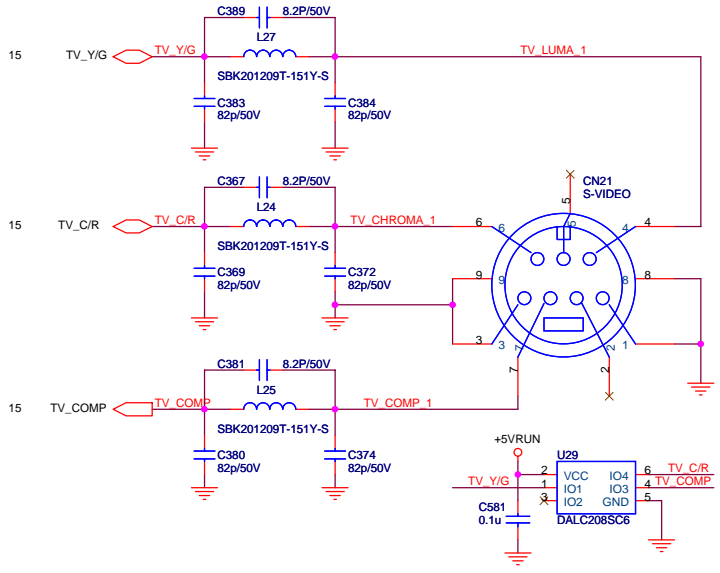 C389 8.2P/50V
L27
15 TV_Y/G TV_Y/G TV_LUMA_1
SBK201209T-151Y-S
C383 C384
82p/50V 82p/50V
C367 8.2P/50V CN21
S-VIDEO
L24 5
15 TV_C/R TV_C/R TV_CHROMA_1 6 6 5 4 4
SBK201209T-151Y-S
C369 C372 9 9 8 8
82p/50V 82p/50V
3 3 7 2 1 1
C381 8.2P/50V 7 2
L25
15 TV_COMP TV_COMP TV_COMP_1
SBK201209T-151Y-S
+5VRUN
C380 C374 U29
82p/50V 82p/50V
2 VCC IO4 6 TV_C/R
TV_Y/G 1 IO1 IO3 4 TV_COMP
3 IO2 GND 5
C581
0.1u DALC208SC6